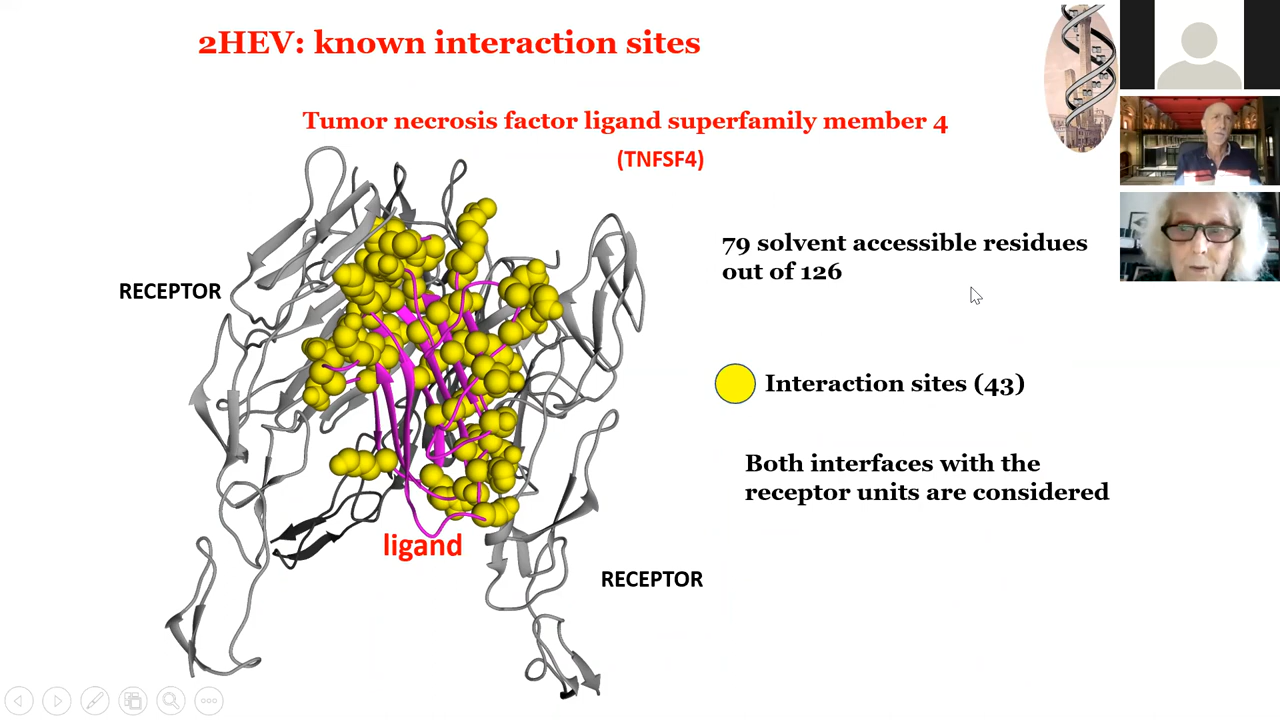 2HEV: known interaction sites
Tumor necrosis factor ligand superfamily member 4
(TNFSF4)
79 solvent accessible residues
out of 126
RECEPTOR
Interaction sites (43)
Both interfaces with the
receptor units are considered
ligand
RECEPTOR